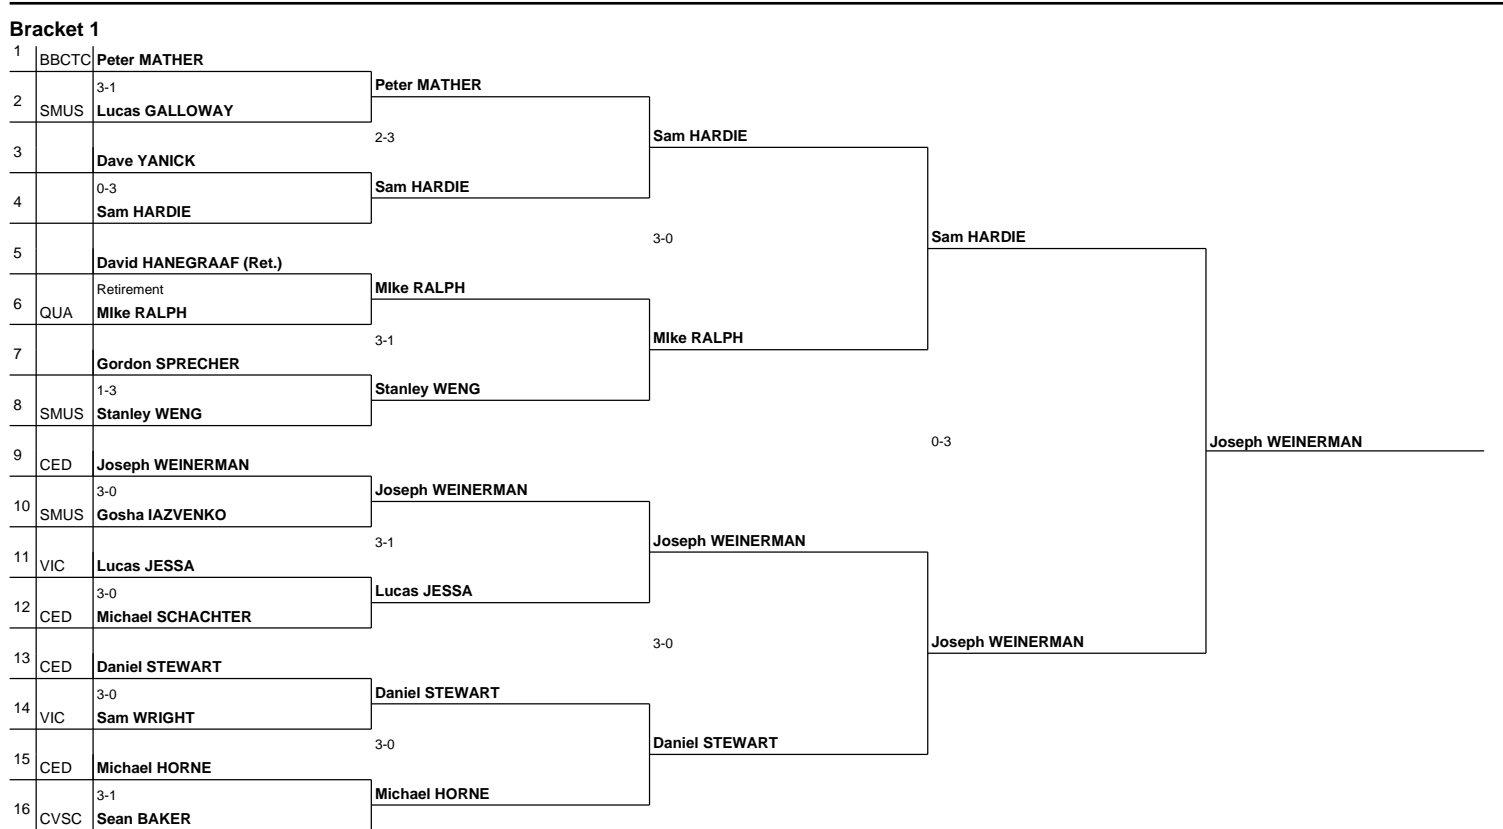 Bracket 1
1 BBCTC Peter MATHER
3-1 Peter MATHER
2 SMUS Lucas GALLOWAY
2-3 Sam HARDIE
3 Dave YANICK
0-3 Sam HARDIE
4 Sam HARDIE
3-0 Sam HARDIE
5 David HANEGRAAF (Ret.)
Retirement MIke RALPH
6 QUA MIke RALPH
3-1 MIke RALPH
7 Gordon SPRECHER
1-3 Stanley WENG
8 SMUS Stanley WENG
0-3 Joseph WEINERMAN
9 CED Joseph WEINERMAN
3-0 Joseph WEINERMAN
10 SMUS Gosha IAZVENKO
3-1 Joseph WEINERMAN
11 VIC Lucas JESSA
3-0 Lucas JESSA
12 CED Michael SCHACHTER
3-0 Joseph WEINERMAN
13 CED Daniel STEWART
3-0 Daniel STEWART
14 VIC Sam WRIGHT
3-0 Daniel STEWART
15 CED Michael HORNE
3-1 Michael HORNE
16 CVSC Sean BAKER